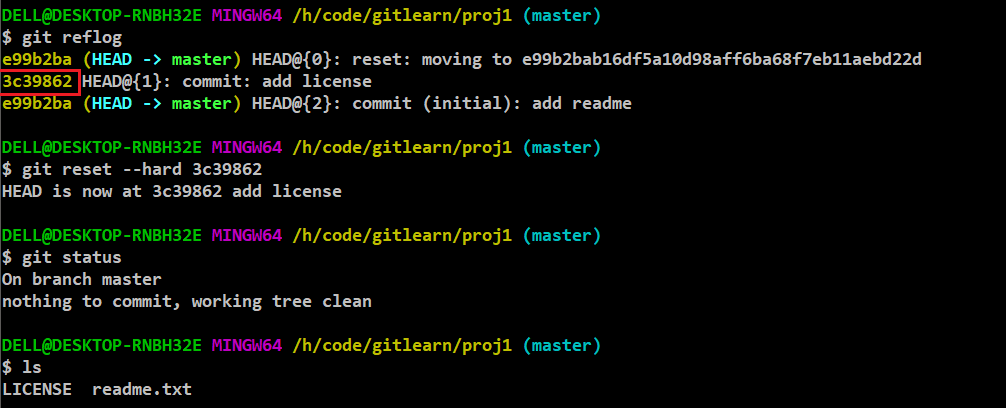 DELL@DESKTOP-RNBH32E MINGW64 /h/code/gitlearn/proj1 (master)
$ git reflog
e99b2ba (HEAD -> master) HEAD@{0}: reset: moving to e99b2bab16df5a10d98aff6ba68f7eb11aebd22d
3c39862 HEAD@{1}: commit: add license
e99b2ba (HEAD -> master) HEAD@{2}: commit (initial): add readme
DELL@DESKTOP-RNBH32E MINGW64 /h/code/gitlearn/proj1 (master)
$ git reset --hard 3c39862
HEAD is now at 3c39862 add license
DELL@DESKTOP-RNBH32E MINGW64 /h/code/gitlearn/proj1 (master)
$ git status
On branch master
nothing to commit, working tree clean
DELL@DESKTOP-RNBH32E MINGW64 /h/code/gitlearn/proj1 (master)
$ ls
LICENSE  readme.txt